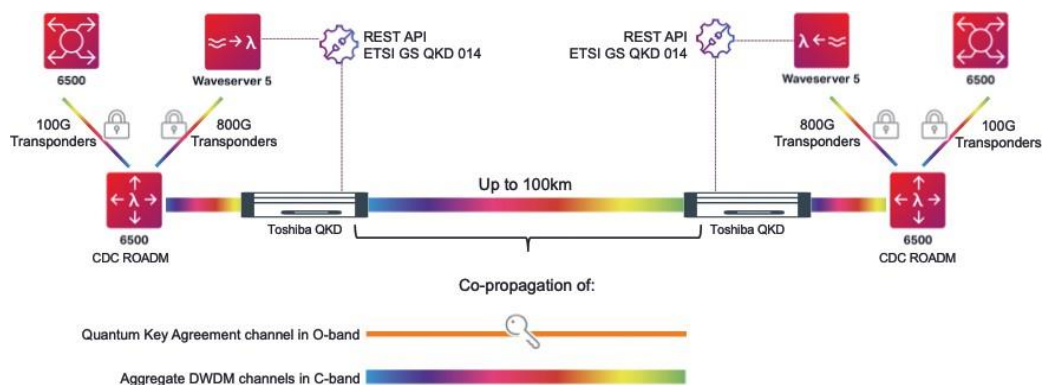 REST API
ETSI GS QKD 014
REST API
ETSI GS QKD 014
6500
Waveserver 5
Waveserver 5
6500
100G
Transponders
800G
Transponders
800G
Transponders
100G
Transponders
Up to 100km
6500
CDC ROADM
Toshiba QKD
Toshiba QKD
6500
CDC ROADM
Co-propagation of:
Quantum Key Agreement channel in O-band
Aggregate DWDM channels in C-band